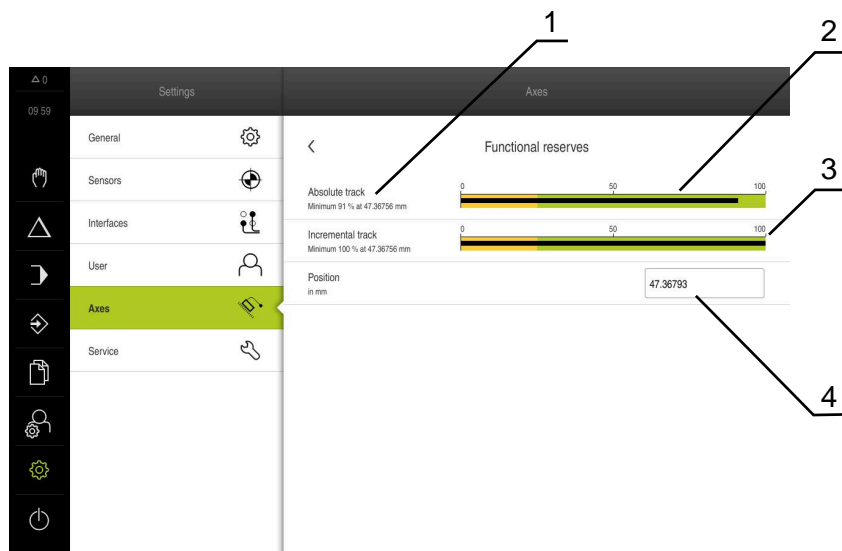 1
2
3
4
△ 0
09 59
Settings
Axes
General
Sensors
Interfaces
User
Axes
Service
Functional reserves
Absolute track
Minimum 91 % at 47.36756 mm
0 50 100
Incremental track
Minimum 100 % at 47.36756 mm
0 50 100
Position
in mm
47.36793